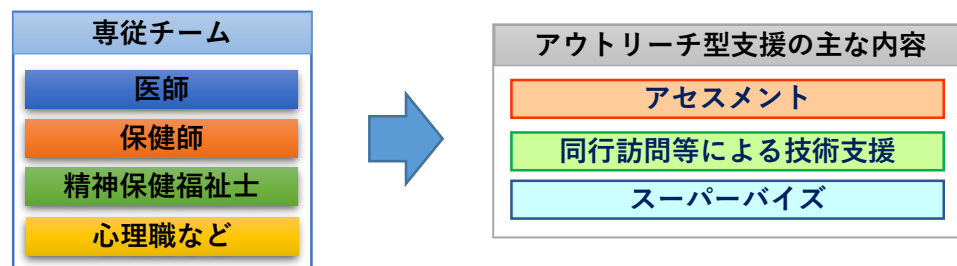 専従チーム
医師
保健師
精神保健福祉士
心理職など
アウトリーチ型支援の主な内容
アセスメント
同行訪問等による技術支援
スーパーバイズ